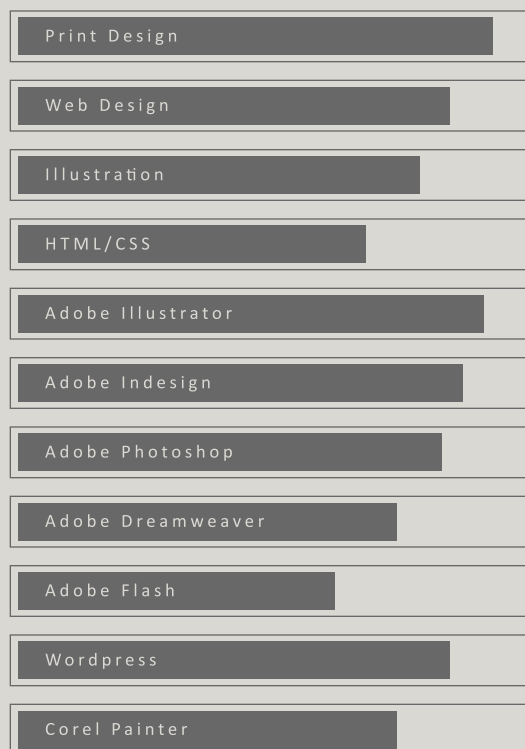 Print Design
Web Design
Illustration
HTML/CSS
Adobe Illustrator
Adobe Indesign
Adobe Photoshop
Adobe Dreamweaver
Adobe Flash
Wordpress
Corel Painter